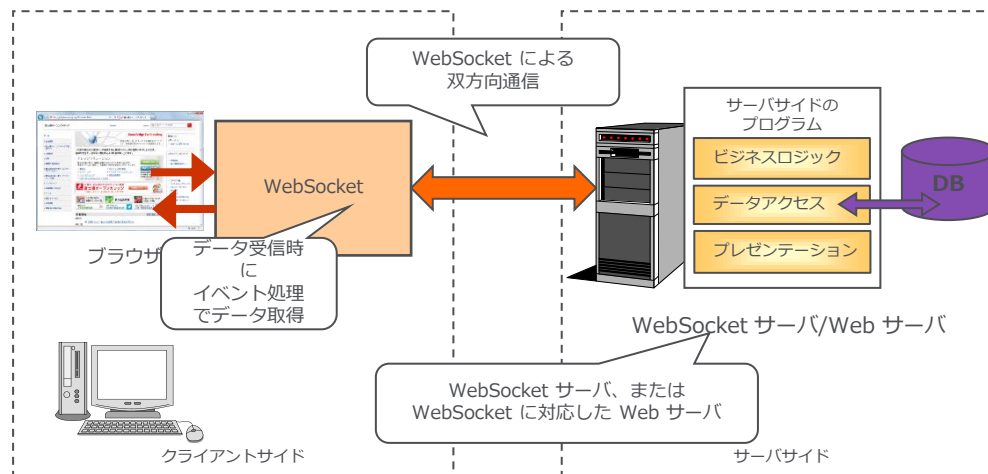 WebSocket による
双方向通信
サーバサイドの
プログラム
ビジネスロジック
データアクセス
プレゼンテーション
DB
WebSocket
ブラウザ
データ受信時
に
イベント処理
でデータ取得
WebSocket サーバ/Web サーバ
WebSocket サーバ、または
WebSocket に対応した Web サーバ
クライアントサイド
サーバサイド